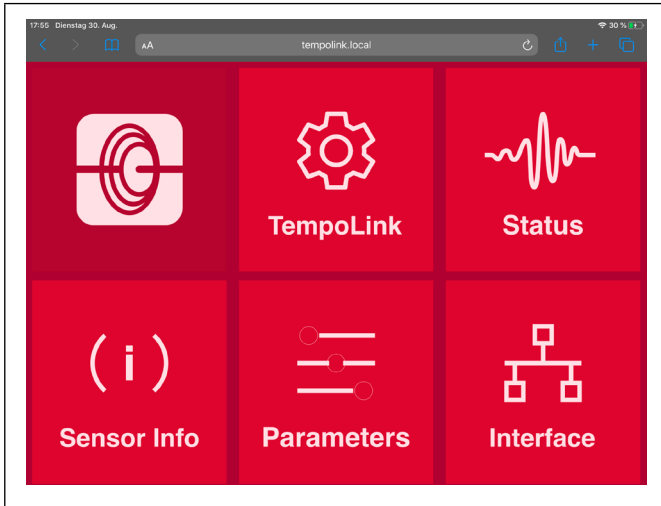 17:55 Dienstag 30. Aug.
30 %
AA
tempolink.local
TempoLink
Status
(i)
Sensor Info
Parameters
Interface